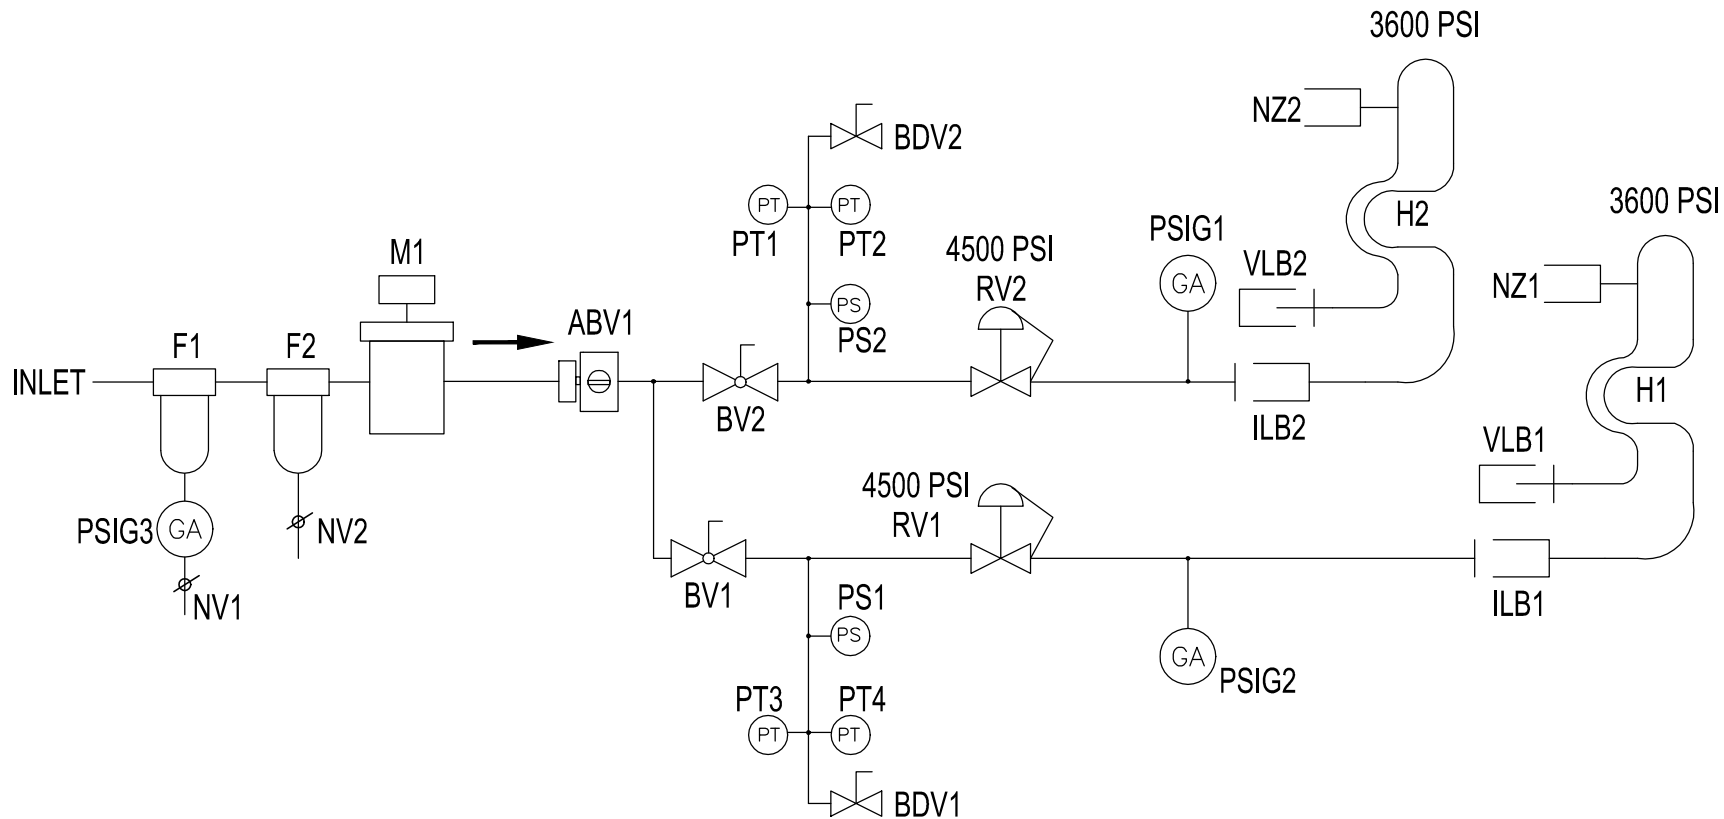 3600 PSI
NZ2
BDV2
PT
PT
PT1
PT2
H2
3600 PSI
PSIG1
4500 PSI
RV2
M1
VLB2
GA
NZ1
PS
PS2
ABV1
F1
F2
INLET
BV2
ILB2
H1
VLB1
4500 PSI
RV1
PSIG3
GA
NV2
NV1
BV1
PS1
PS
ILB1
GA
PSIG2
PT3
PT4
PT
PT
BDV1